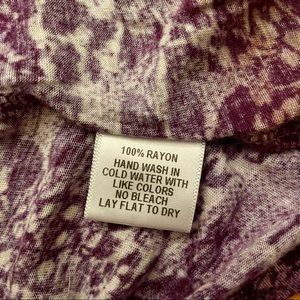 100% RAYON
HAND WASH IN
COLD WATER WITH
LIKE COLORS
NO BLEACH
LAY FLAT TO DRY